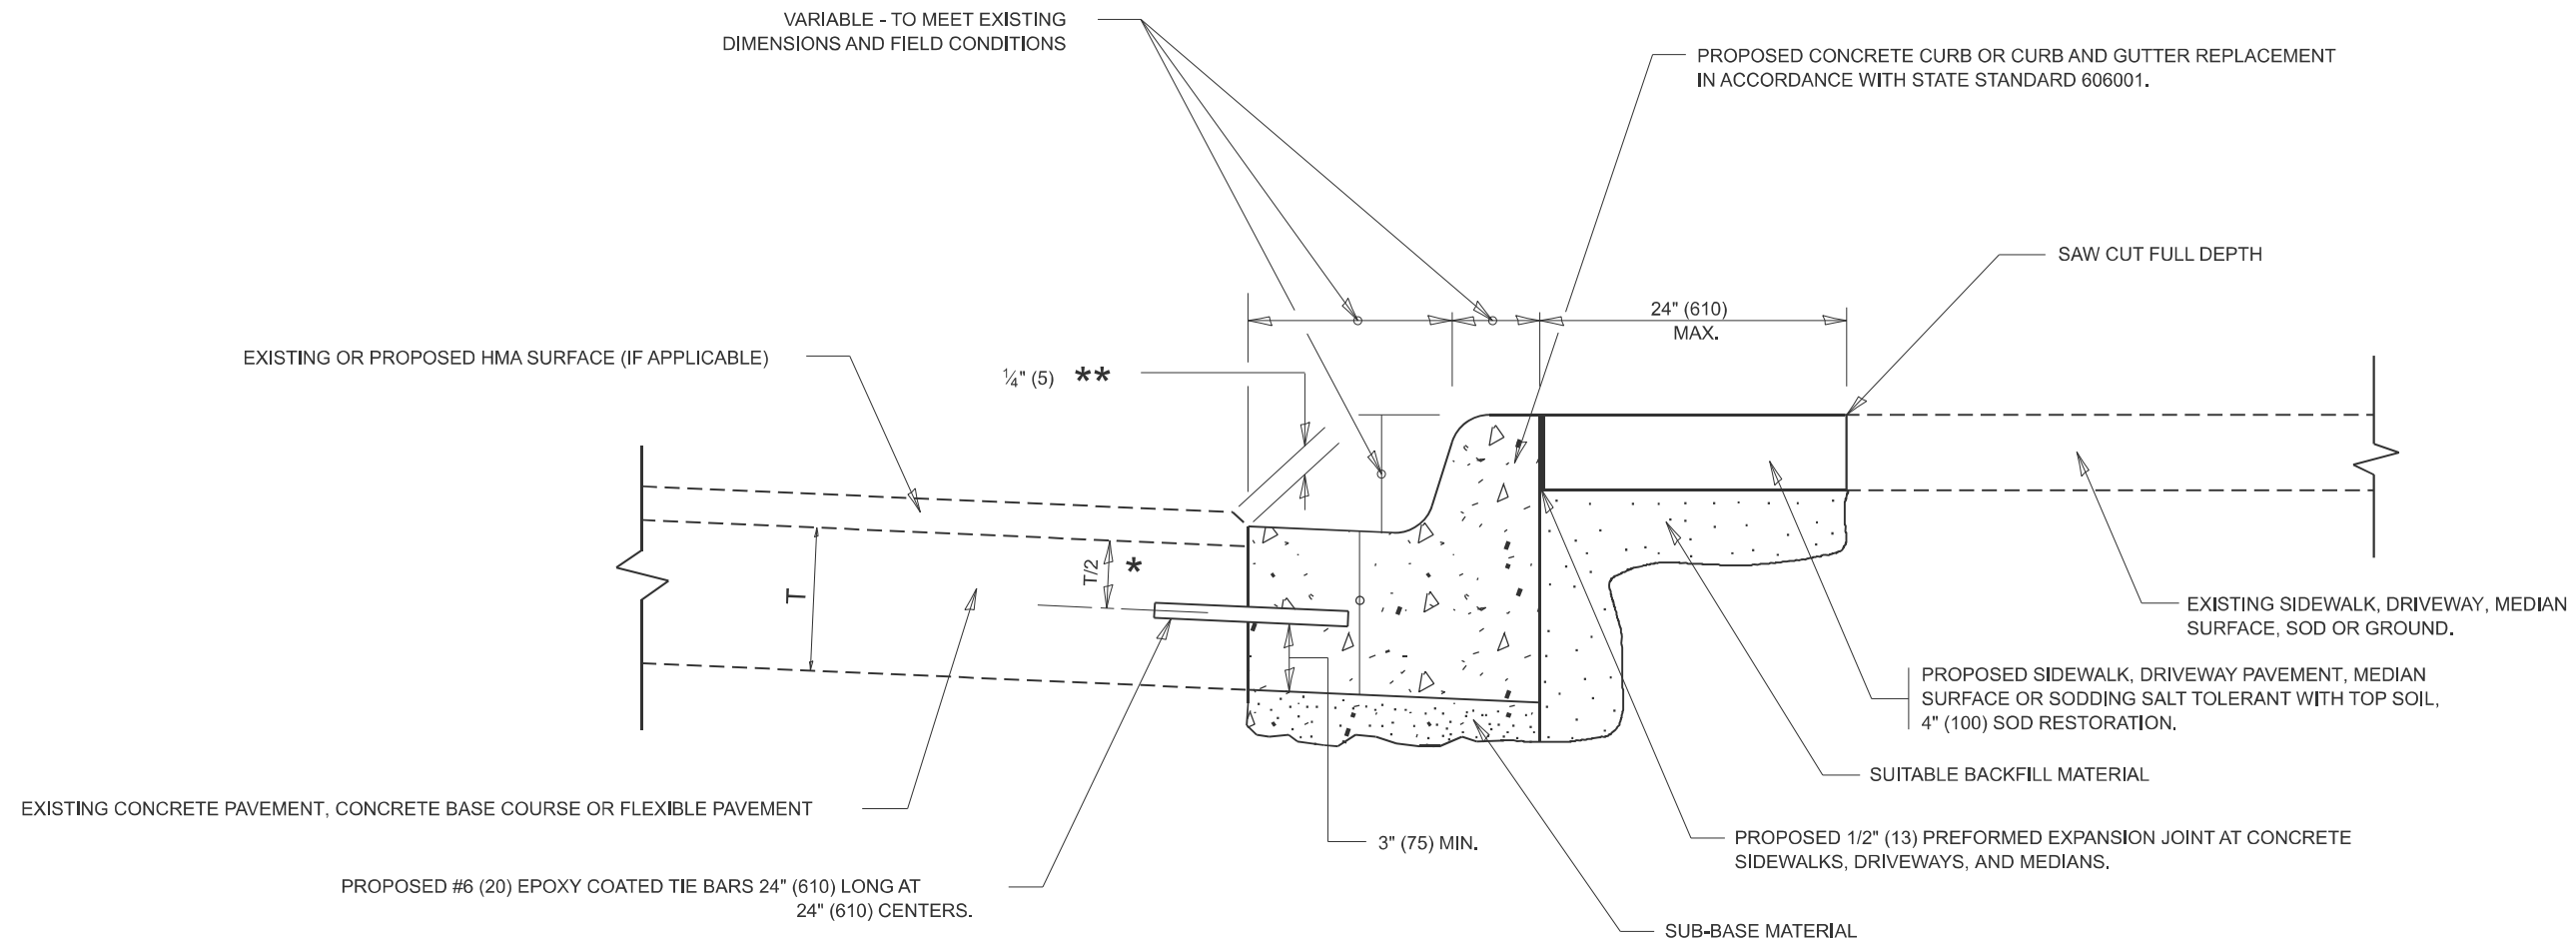 VARIABLE - TO MEET EXISTING
DIMENSIONS AND FIELD CONDITIONS
PROPOSED CONCRETE CURB OR CURB AND GUTTER REPLACEMENT
IN ACCORDANCE WITH STATE STANDARD 606001.
SAW CUT FULL DEPTH
24" (610)
MAX.
EXISTING OR PROPOSED HMA SURFACE (IF APPLICABLE)
¼" (5) **
T/2 *
T
EXISTING SIDEWALK, DRIVEWAY, MEDIAN
SURFACE, SOD OR GROUND.
PROPOSED SIDEWALK, DRIVEWAY PAVEMENT, MEDIAN
SURFACE OR SODDING SALT TOLERANT WITH TOP SOIL,
4" (100) SOD RESTORATION.
SUITABLE BACKFILL MATERIAL
EXISTING CONCRETE PAVEMENT, CONCRETE BASE COURSE OR FLEXIBLE PAVEMENT
3" (75) MIN.
PROPOSED 1/2" (13) PREFORMED EXPANSION JOINT AT CONCRETE
SIDEWALKS, DRIVEWAYS, AND MEDIANS.
PROPOSED #6 (20) EPOXY COATED TIE BARS 24" (610) LONG AT
24" (610) CENTERS.
SUB-BASE MATERIAL